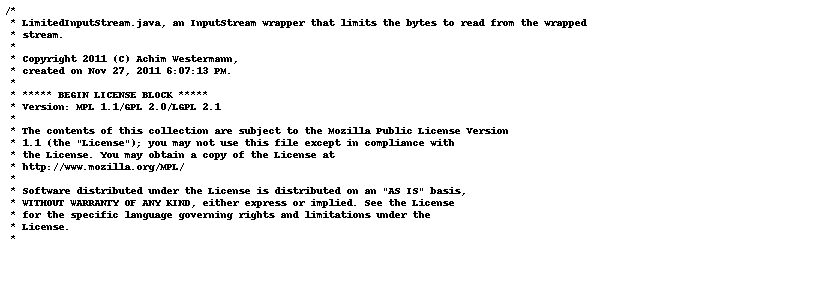 /*
 * LimitedInputStream.java, an InputStream wrapper that limits the bytes to read from the wrapped
 * stream.
 *
 * Copyright 2011 (C) Achim Westermann,
 * created on Nov 27, 2011 6:07:13 PM.
 *
 * ***** BEGIN LICENSE BLOCK *****
 * Version: MPL 1.1/GPL 2.0/LGPL 2.1
 *
 * The contents of this collection are subject to the Mozilla Public License Version
 * 1.1 (the "License"); you may not use this file except in compliance with
 * the License. You may obtain a copy of the License at
 * http://www.mozilla.org/MPL/
 *
 * Software distributed under the License is distributed on an "AS IS" basis,
 * WITHOUT WARRANTY OF ANY KIND, either express or implied. See the License
 * for the specific language governing rights and limitations under the
 * License.
 *